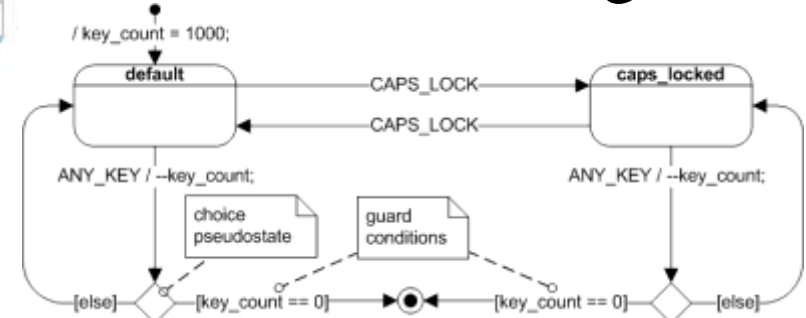 / key_count = 1000;
default
caps_locked
CAPS_LOCK
CAPS_LOCK
ANY_KEY / --key_count;
ANY_KEY / --key_count;
choice
pseudostate
guard
conditions
[else]
[key_count == 0]
[key_count == 0]
[else]